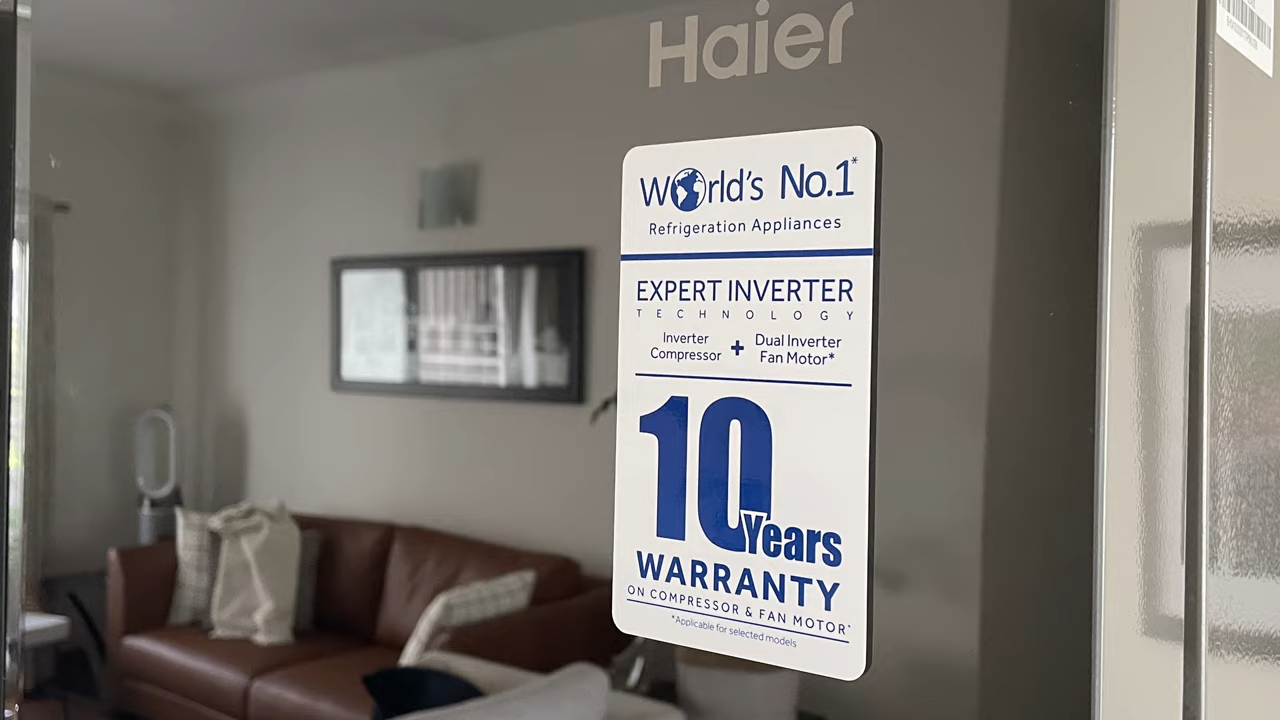 Haier
World's No.1*
Refrigeration Appliances
EXPERT INVERTER
TECHNOLOGY
Inverter Compressor + Dual Inverter Fan Motor*
10 Years
WARRANTY
ON COMPRESSOR & FAN MOTOR*
*Applicable for selected models